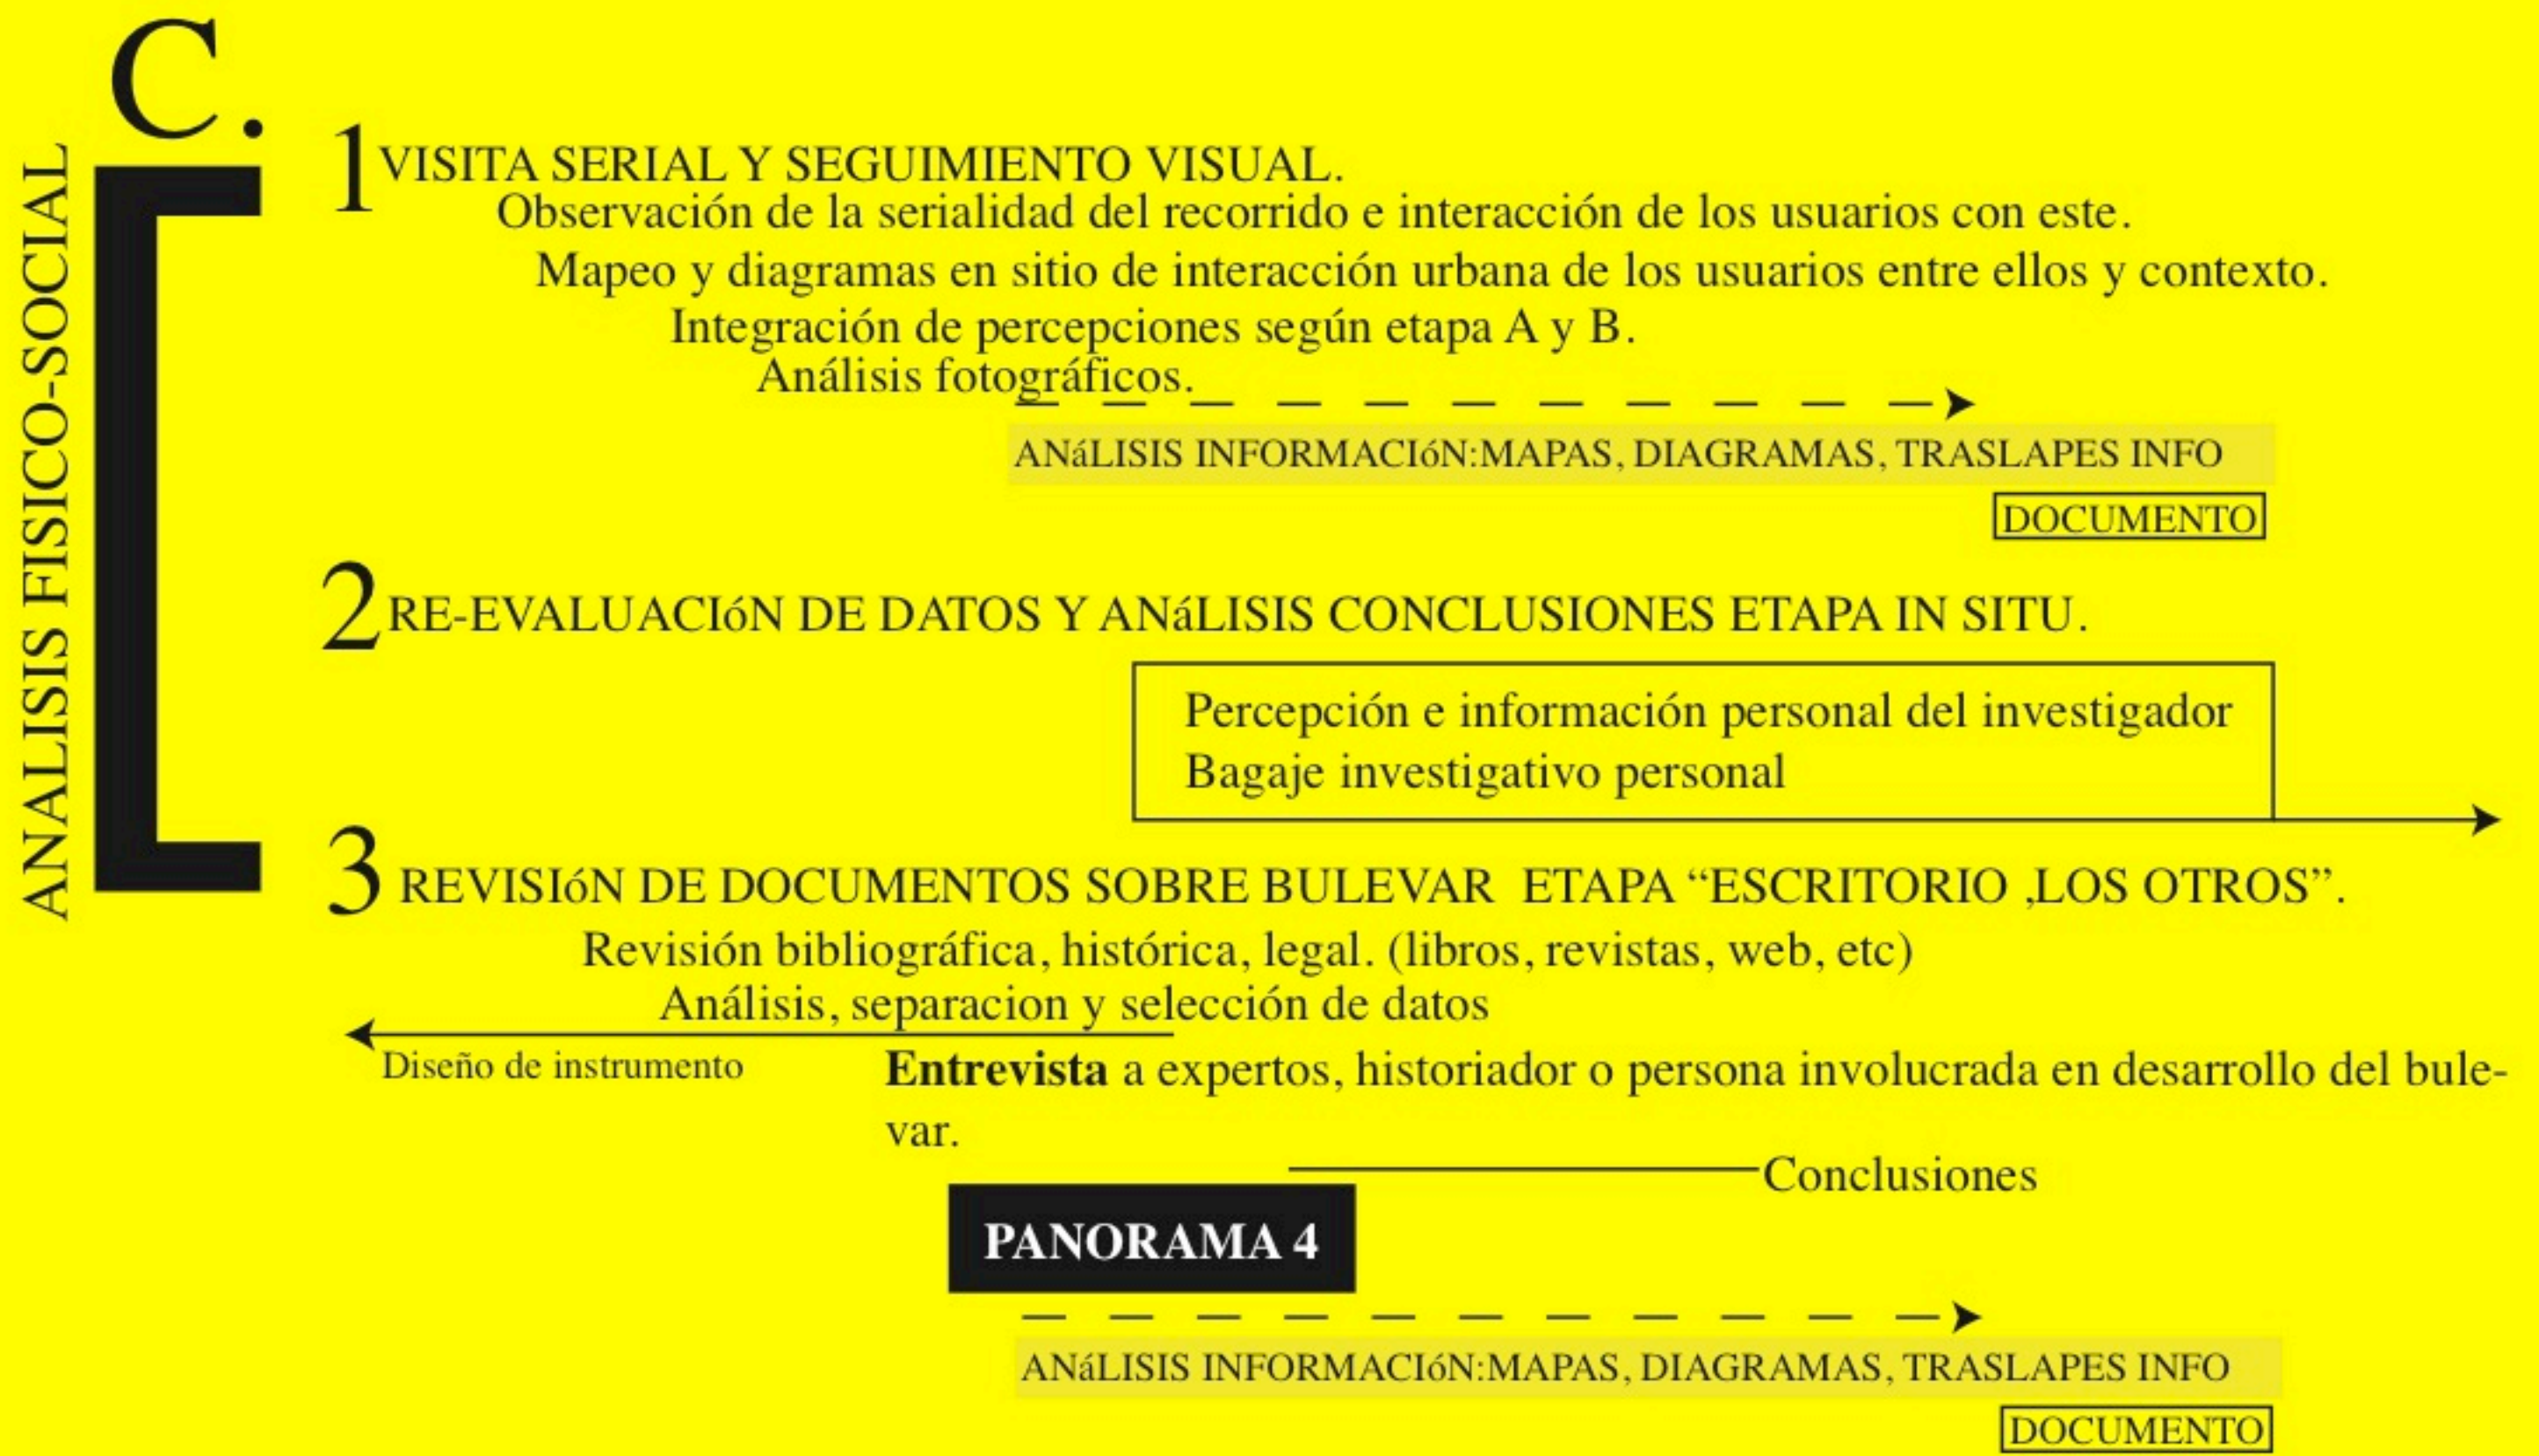 C.
ANALISIS FISICO-SOCIAL
1 VISITA SERIAL Y SEGUIMIENTO VISUAL.
Observación de la serialidad del recorrido e interacción de los usuarios con este.
Mapeo y diagramas en sitio de interacción urbana de los usuarios entre ellos y contexto.
Integración de percepciones según etapa A y B.
Análisis fotográficos.
ANáLISIS INFORMACIóN:MAPAS, DIAGRAMAS, TRASLAPES INFO
DOCUMENTO
2 RE-EVALUACIóN DE DATOS Y ANáLISIS CONCLUSIONES ETAPA IN SITU.
Percepción e información personal del investigador
Bagaje investigativo personal
3 REVISIóN DE DOCUMENTOS SOBRE BULEVAR ETAPA “ESCRITORIO ,LOS OTROS”.
Revisión bibliográfica, histórica, legal. (libros, revistas, web, etc)
Análisis, separacion y selección de datos
Diseño de instrumento
Entrevista a expertos, historiador o persona involucrada en desarrollo del bule-
var.
Conclusiones
PANORAMA 4
ANáLISIS INFORMACIóN:MAPAS, DIAGRAMAS, TRASLAPES INFO
DOCUMENTO